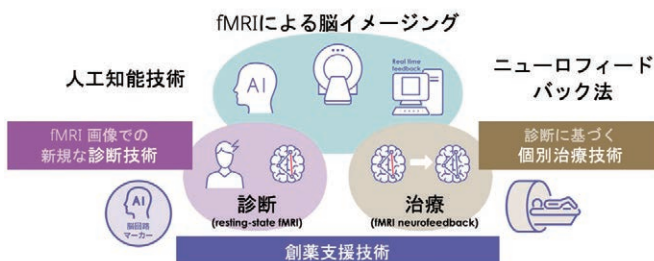 fMRIによる脳イメージング
人工知能技術
AI
Real time
feedback
ニューロフィード
バック法
fMRI 画像での
新規な診断技術
診断に基づく
個別治療技術
AI
脳回路
マーカー
診断
(resting-state fMRI)
治療
(fMRI neurofeedback)
創薬支援技術